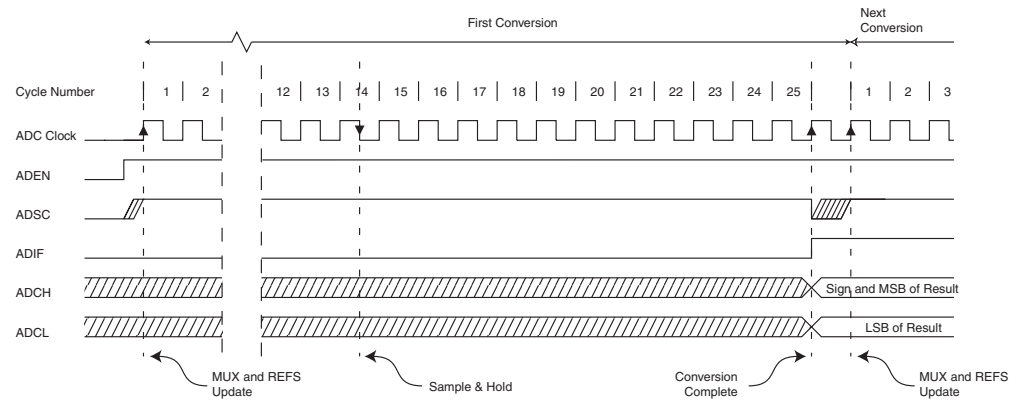 First Conversion
Next
Conversion
Cycle Number 1 2 12 13 14 15 16 17 18 19 20 21 22 23 24 25 1 2 3
ADC Clock
ADEN
ADSC
ADIF
ADCH Sign and MSB of Result
ADCL LSB of Result
MUX and REFS
Update
Sample & Hold
Conversion
Complete
MUX and REFS
Update